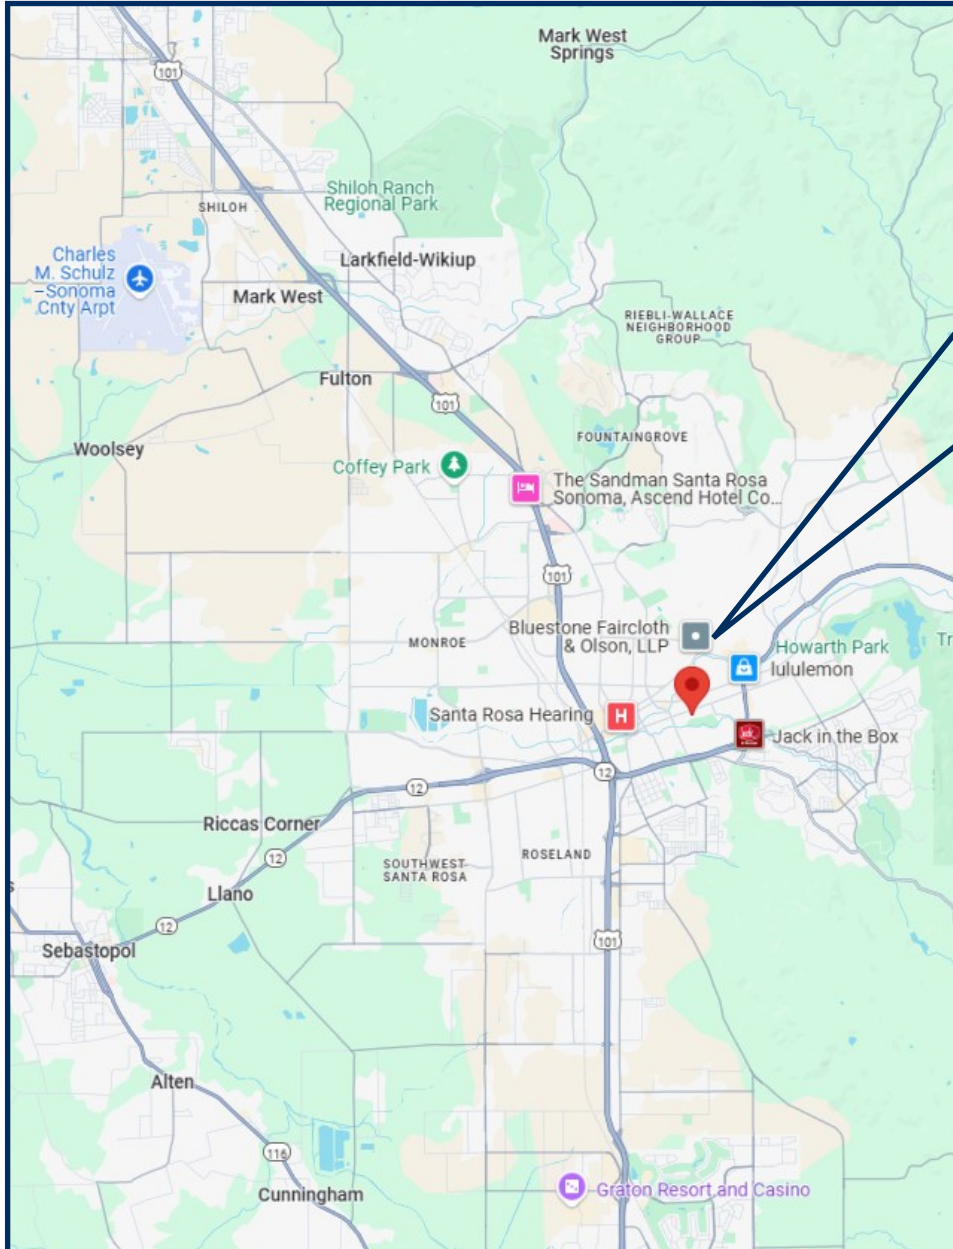 Mark West
Springs
101
Shiloh Ranch
Regional Park
SHILOH
Charles
M. Schulz
–Sonoma
Cnty Arpt
Larkfield-Wikiup
Mark West
RIEBLI-WALLACE
NEIGHBORHOOD
GROUP
Fulton
101
Woolsey
FOUNTAINGROVE
Coffey Park
The Sandman Santa Rosa
Sonoma, Ascend Hotel Co...
101
Bluestone Faircloth
& Olson, LLP
MONROE
Howarth Park
Tr
lululemon
Santa Rosa Hearing
H
Jack in the Box
12
12
Riccas Corner
12
SOUTHWEST
SANTA ROSA
ROSELAND
s
Llano
12
101
Sebastopol
Alten
116
Cunningham
Graton Resort and Casino